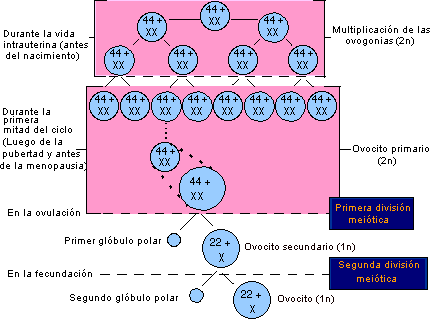 Durante la vida
intrauterina (antes
del nacimiento)
44 +
XX
44 +
XX
44 +
XX
44 +
XX
44 +
XX
44 +
XX
44 +
XX
Multiplicación de las
ovogonias (2n)
Durante la
primera
mitad del ciclo
(Luego de la
pubertad y antes
de la menopausia)
44 +
XX
44 +
XX
44 +
XX
44 +
XX
44 +
XX
44 +
XX
44 +
XX
44 +
XX
44 +
XX
44 +
XX
Ovocito primario
(2n)
En la ovulación
Primera división
meiótica
Primer glóbulo polar
22 +
X
Ovocito secundario (1n)
En la fecundación
Segunda división
meiótica
Segundo glóbulo polar
22 +
X
Ovocito (1n)